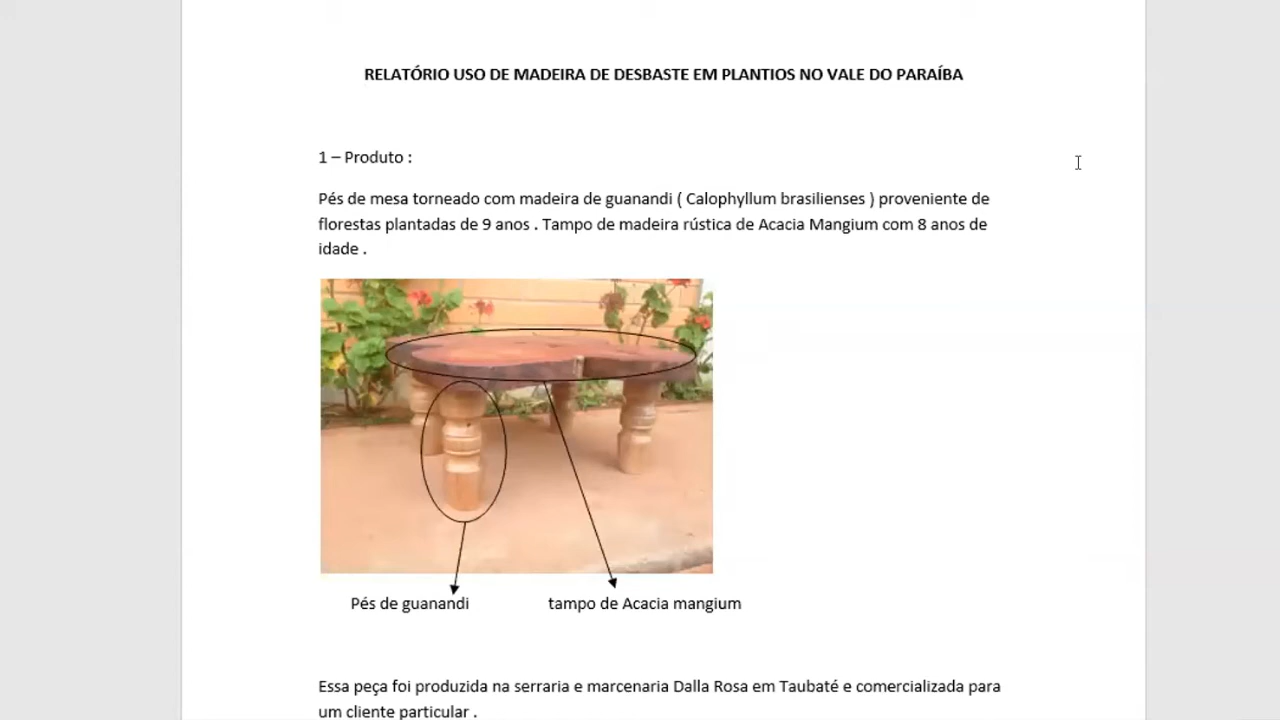 RELATÓRIO USO DE MADEIRA DE DESBASTE EM PLANTIOS NO VALE DO PARAÍBA
1 – Produto :
Pés de mesa torneado com madeira de guanandi ( Calophyllum brasilienses ) proveniente de
florestas plantadas de 9 anos . Tampo de madeira rústica de Acacia Mangium com 8 anos de
idade .
Pés de guanandi
tampo de Acacia mangium
Essa peça foi produzida na serraria e marcenaria Dalla Rosa em Taubaté e comercializada para
um cliente particular .